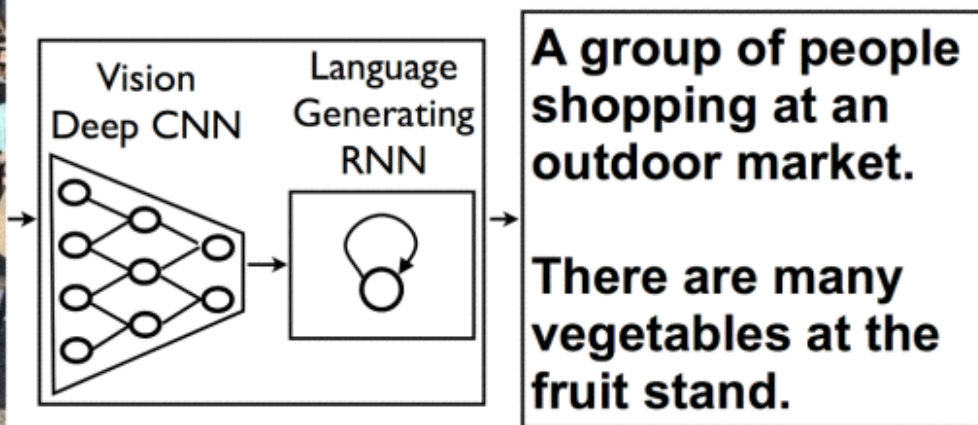 Vision
Deep CNN
Language
Generating
RNN
A group of people
shopping at an
outdoor market.
There are many
vegetables at the
fruit stand.